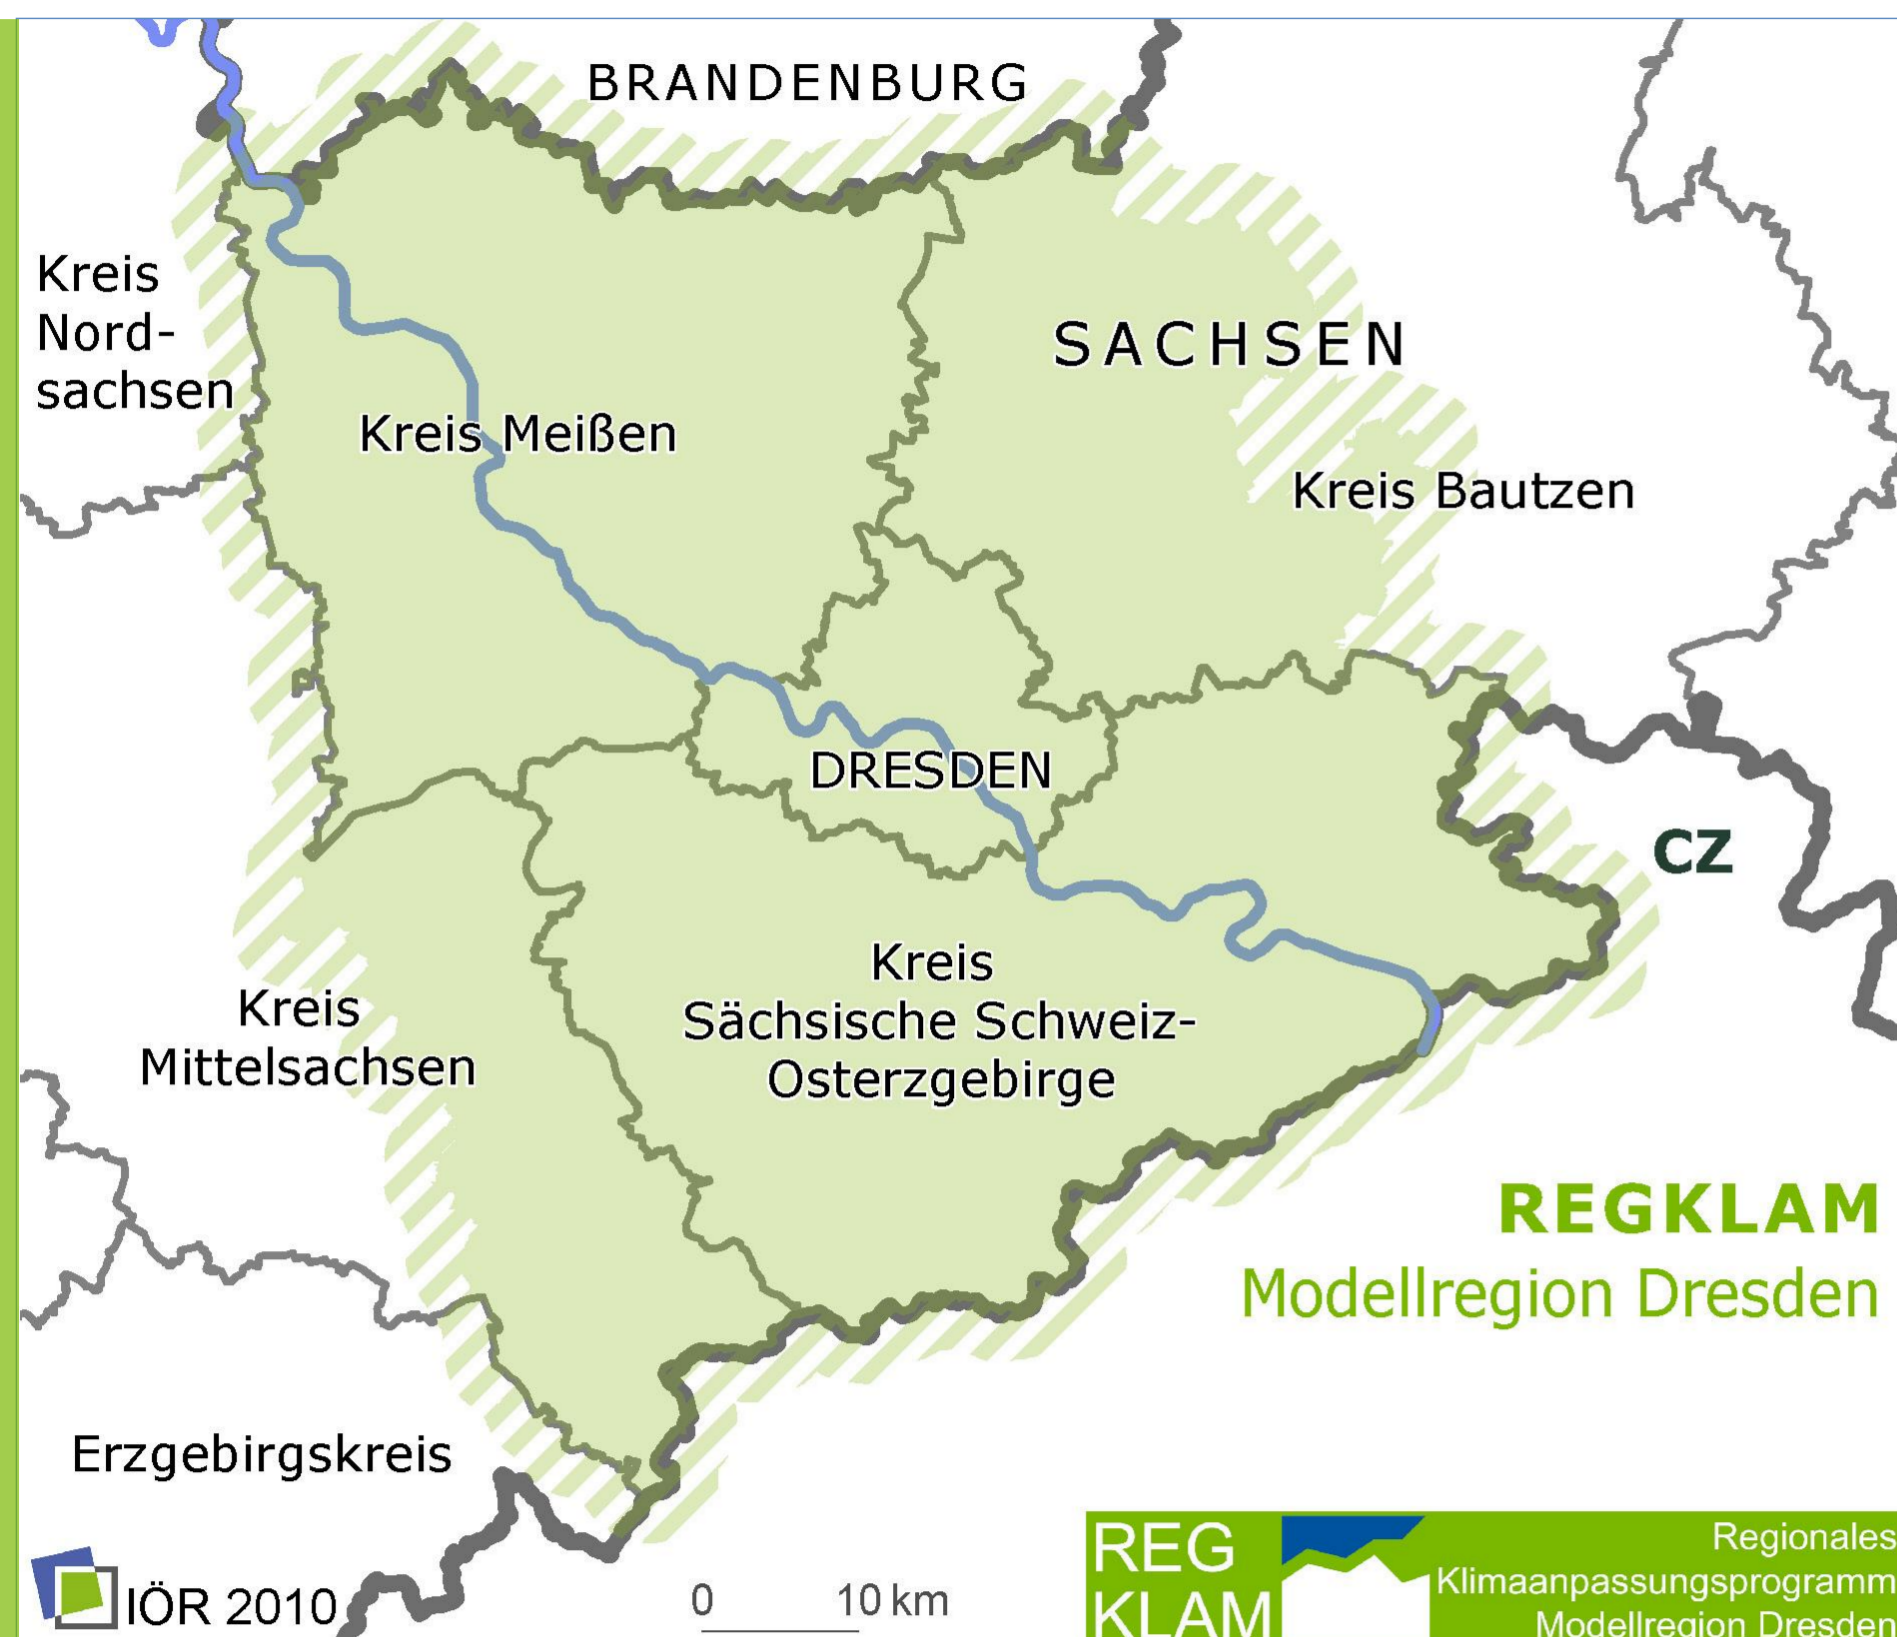 BRANDENBURG
Kreis
Nord-
sachsen
SACHSEN
Kreis Meißen
Kreis Bautzen
DRESDEN
CZ
Kreis
Sächsische Schweiz-
Osterzgebirge
Kreis
Mittelsachsen
REGKLAM
Modellregion Dresden
Erzgebirgskreis
IÖR 2010
0 10 km
REG
KLAM
Regionales
Klimaanpassungsprogramm
Modellregion Dresden